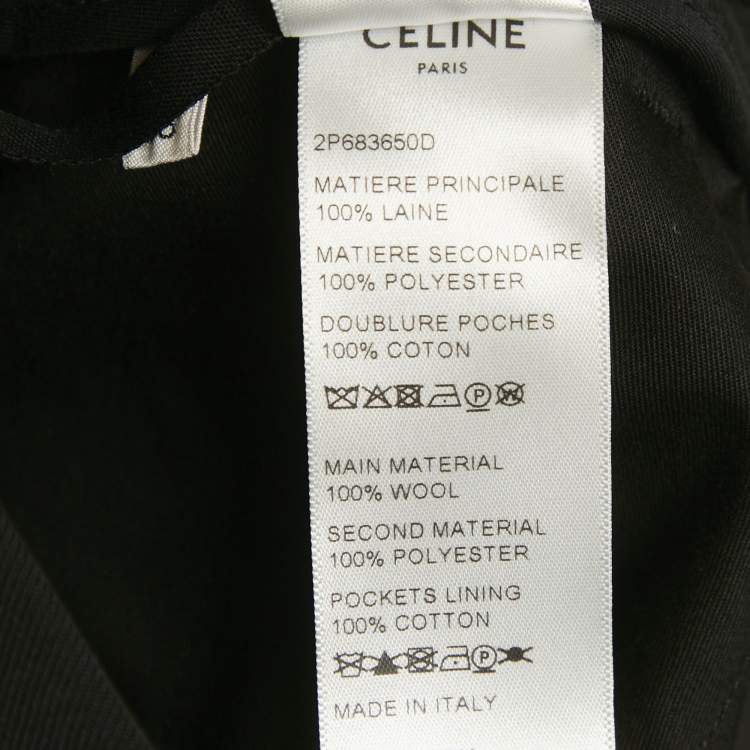 CELINE
PARIS
2P683650D
MATIERE PRINCIPALE
100% LAINE
MATIERE SECONDAIRE
100% POLYESTER
DOUBLURE POCHES
100% COTON
P W
MAIN MATERIAL
100% WOOL
SECOND MATERIAL
100% POLYESTER
POCKETS LINING
100% COTTON
P
MADE IN ITALY